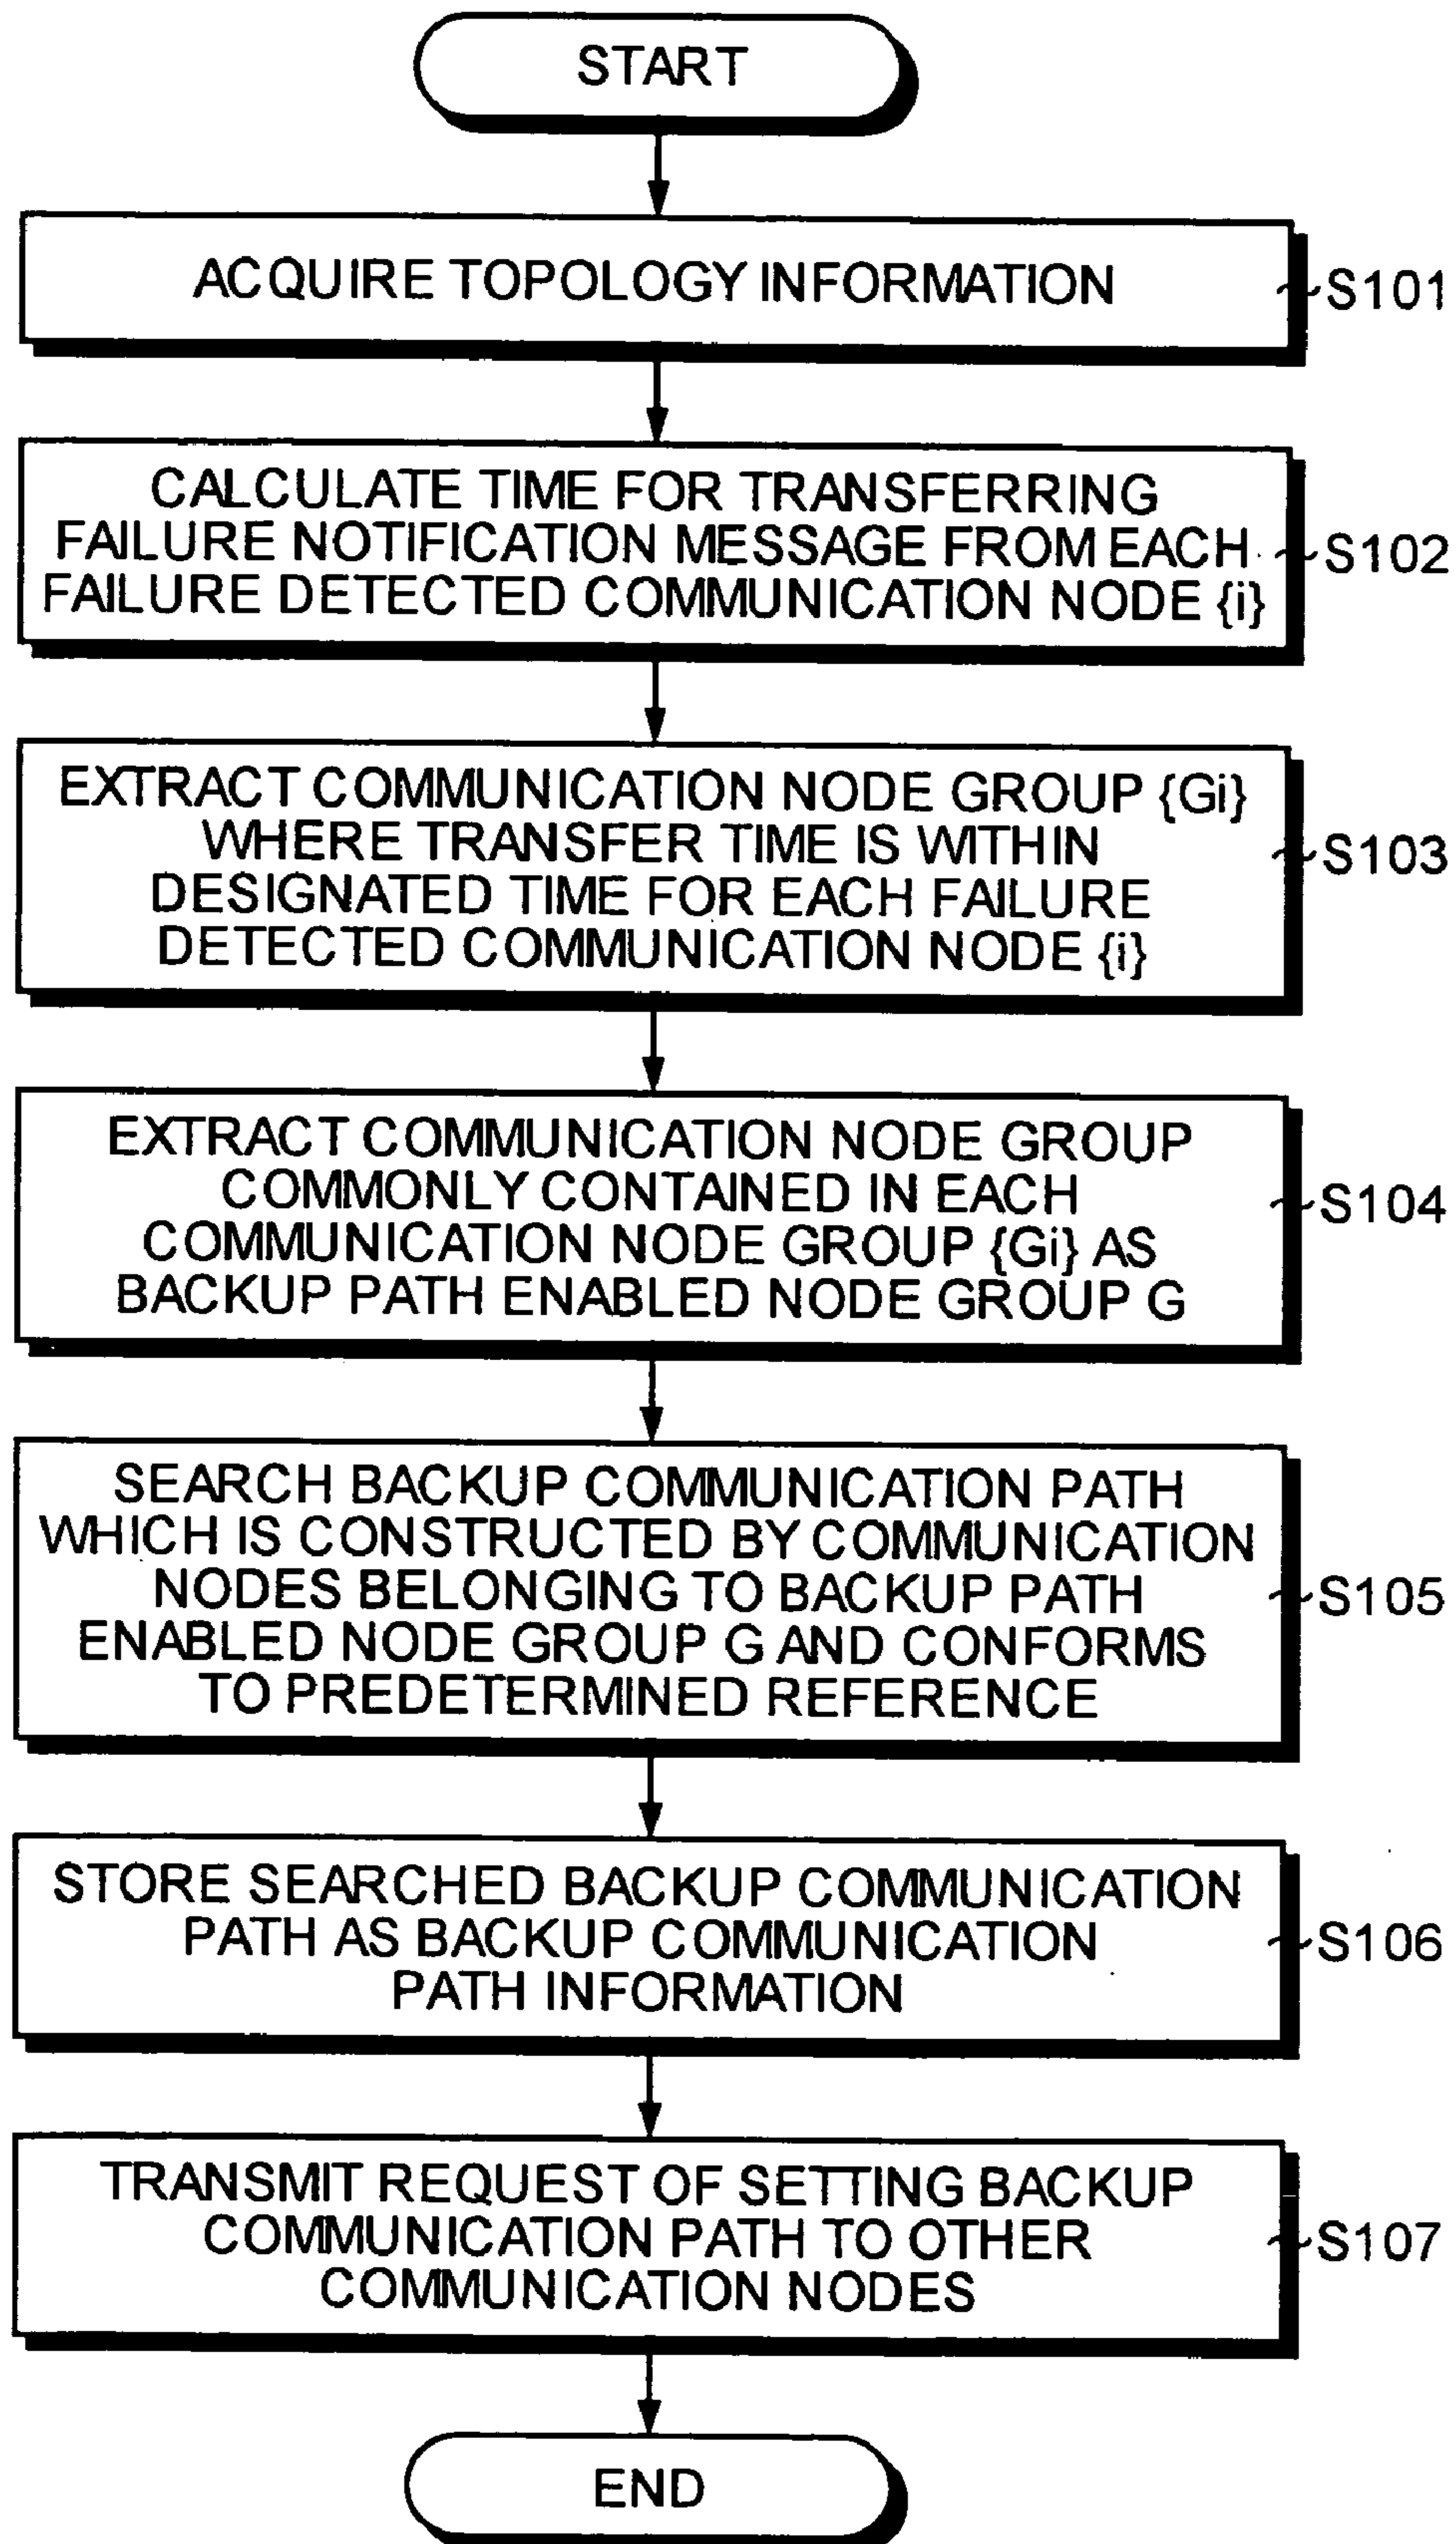 START
ACQUIRE TOPOLOGY INFORMATION
S101
CALCULATE TIME FOR TRANSFERRING
FAILURE NOTIFICATION MESSAGE FROM EACH
FAILURE DETECTED COMMUNICATION NODE {i}
S102
EXTRACT COMMUNICATION NODE GROUP {Gi}
WHERE TRANSFER TIME IS WITHIN
DESIGNATED TIME FOR EACH FAILURE
DETECTED COMMUNICATION NODE {i}
S103
EXTRACT COMMUNICATION NODE GROUP
COMMONLY CONTAINED IN EACH
COMMUNICATION NODE GROUP {Gi} AS
BACKUP PATH ENABLED NODE GROUP G
S104
SEARCH BACKUP COMMUNICATION PATH
WHICH IS CONSTRUCTED BY COMMUNICATION
NODES BELONGING TO BACKUP PATH
ENABLED NODE GROUP G AND CONFORMS
TO PREDETERMINED REFERENCE
S105
STORE SEARCHED BACKUP COMMUNICATION
PATH AS BACKUP COMMUNICATION
PATH INFORMATION
S106
TRANSMIT REQUEST OF SETTING BACKUP
COMMUNICATION PATH TO OTHER
COMMUNICATION NODES
S107
END